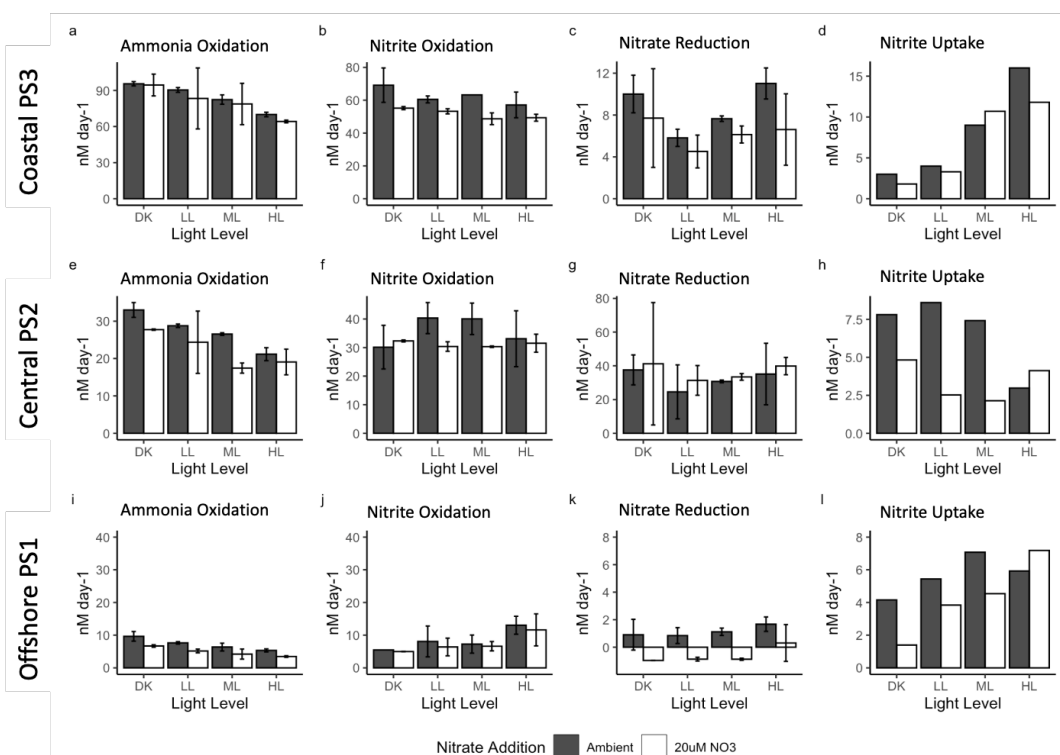 Coastal PS3
a
Ammonia Oxidation
nM day-1
90
60
30
0
DK LL ML HL
Light Level
b
Nitrite Oxidation
nM day-1
80
60
40
20
0
DK LL ML HL
Light Level
c
Nitrate Reduction
nM day-1
12
8
4
0
DK LL ML HL
Light Level
d
Nitrite Uptake
nM day-1
15
10
5
0
DK LL ML HL
Light Level
Central PS2
e
Ammonia Oxidation
nM day-1
30
20
10
0
DK LL ML HL
Light Level
f
Nitrite Oxidation
nM day-1
40
30
20
10
0
DK LL ML HL
Light Level
g
Nitrate Reduction
nM day-1
80
60
40
20
0
DK LL ML HL
Light Level
h
Nitrite Uptake
nM day-1
7.5
5.0
2.5
0.0
DK LL ML HL
Light Level
Offshore PS1
i
Ammonia Oxidation
nM day-1
40
30
20
10
0
DK LL ML HL
Light Level
j
Nitrite Oxidation
nM day-1
40
30
20
10
0
DK LL ML HL
Light Level
k
Nitrate Reduction
nM day-1
8
6
4
2
0
DK LL ML HL
Light Level
l
Nitrite Uptake
nM day-1
8
6
4
2
0
DK LL ML HL
Light Level
Nitrate Addition Ambient 20uM NO3